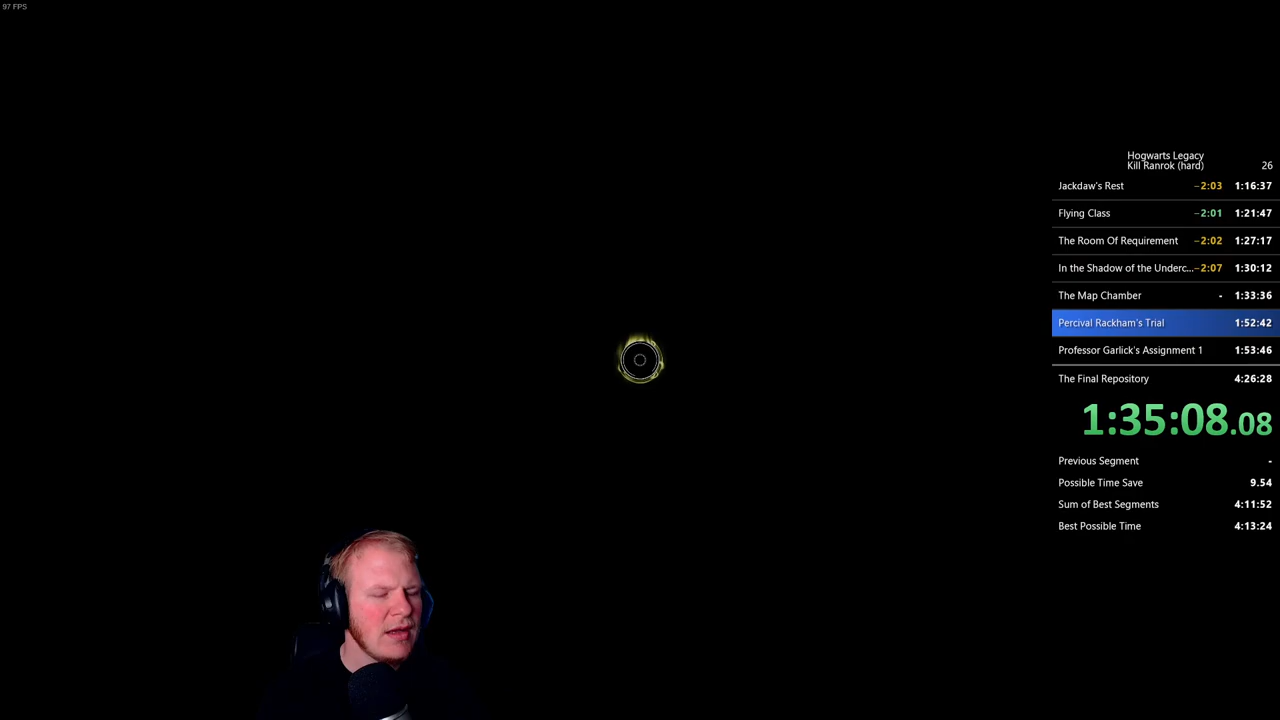 97 FPS
Hogwarts Legacy
Kill Ranrok (hard) 26
Jackdaw's Rest -2:03 1:16:37
Flying Class -2:01 1:21:47
The Room Of Requirement -2:02 1:27:17
In the Shadow of the Underc... -2:07 1:30:12
The Map Chamber - 1:33:36
Percival Rackham's Trial 1:52:42
Professor Garlick's Assignment 1 1:53:46
The Final Repository 4:26:28
1:35:08.08
Previous Segment -
Possible Time Save 9.54
Sum of Best Segments 4:11:52
Best Possible Time 4:13:24